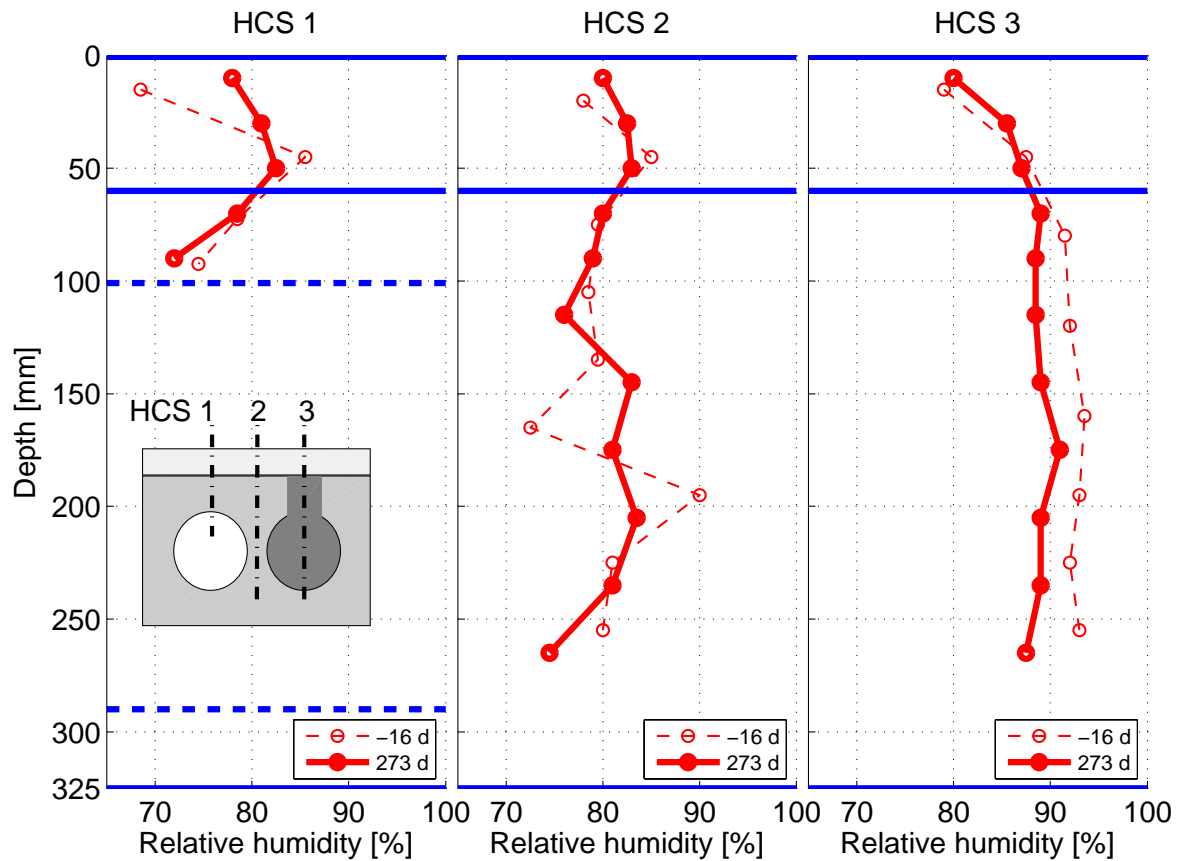 HCS 1 HCS 2 HCS 3
0
50
100
150
200
250
300
325
Depth [mm]
HCS 1 2 3
−16 d
273 d
−16 d
273 d
−16 d
273 d
70 80 90 100 70 80 90 100 70 80 90 100
Relative humidity [%] Relative humidity [%] Relative humidity [%]